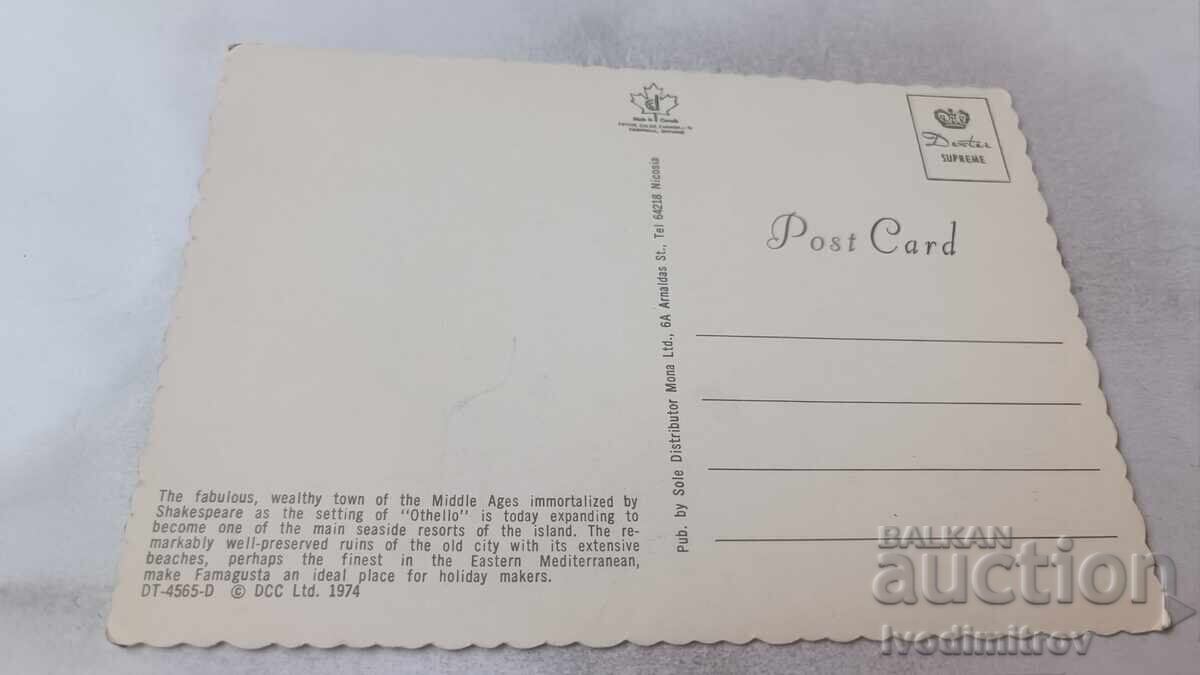 Made in Canada
Dexter
SUPREME
Post Card
Pub. by Sole Distributor Mona Ltd., 6A Arnaldas St., Tel 64218 Nicosia
The fabulous, wealthy town of the Middle Ages immortalized by
Shakespeare as the setting of "Othello" is today expanding to
become one of the main seaside resorts of the island. The re-
markably well-preserved ruins of the old city with its extensive
beaches, perhaps the finest in the Eastern Mediterranean,
make Famagusta an ideal place for holiday makers.
DT-4565-D © DCC Ltd. 1974
BALKAN
auction
Ivodimitrov